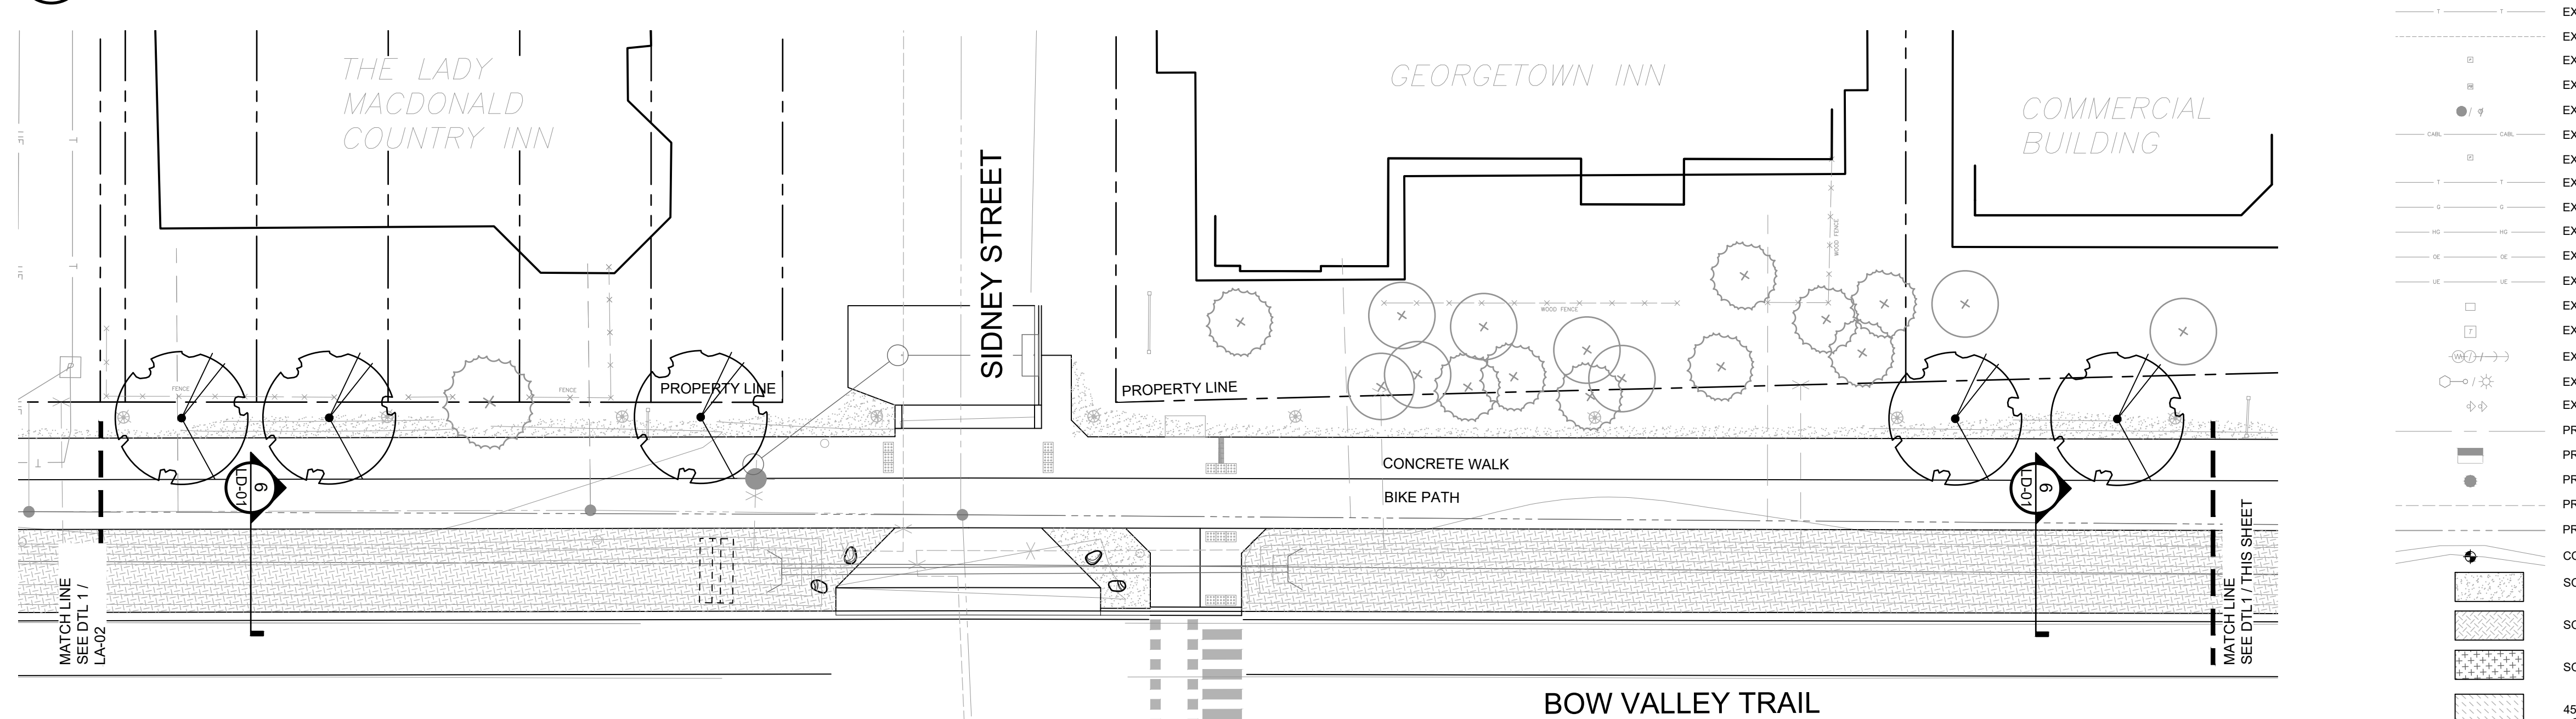 THE LADY
MACDONALD
COUNTRY INN
GEORGETOWN INN
COMMERCIAL
BUILDING
SIDNEY STREET
WOOD FENCE
WOOD FENCE
FENCE
FENCE
PROPERTY LINE
PROPERTY LINE
CONCRETE WALK
BIKE PATH
6
LD-01
6
LD-01
MATCH LINE
SEE DTL 1 /
LA-02
MATCH LINE
SEE DTL1 / THIS SHEET
BOW VALLEY TRAIL
T T EX
EX
EX
EX
EX
CABL CABL EX
EX
T T EX
G G EX
HG HG EX
OE OE EX
UE UE EX
EX
T EX
EX
EX
EX
PR
PR
PR
PR
PR
CO
SO
SO
SO
45